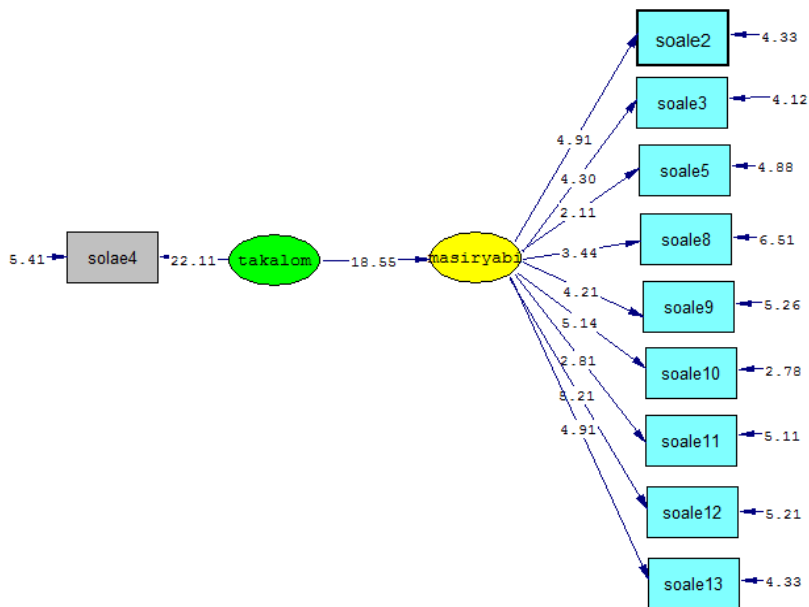 soale2
4.33
soale3
4.12
4.91
soale5
4.88
4.30
2.11
soale8
6.51
5.41
solae4
22.11
takalom
18.55
masiryabi
3.44
4.21
soale9
5.26
5.14
soale10
2.78
2.81
5.21
4.91
soale11
5.11
soale12
5.21
soale13
4.33